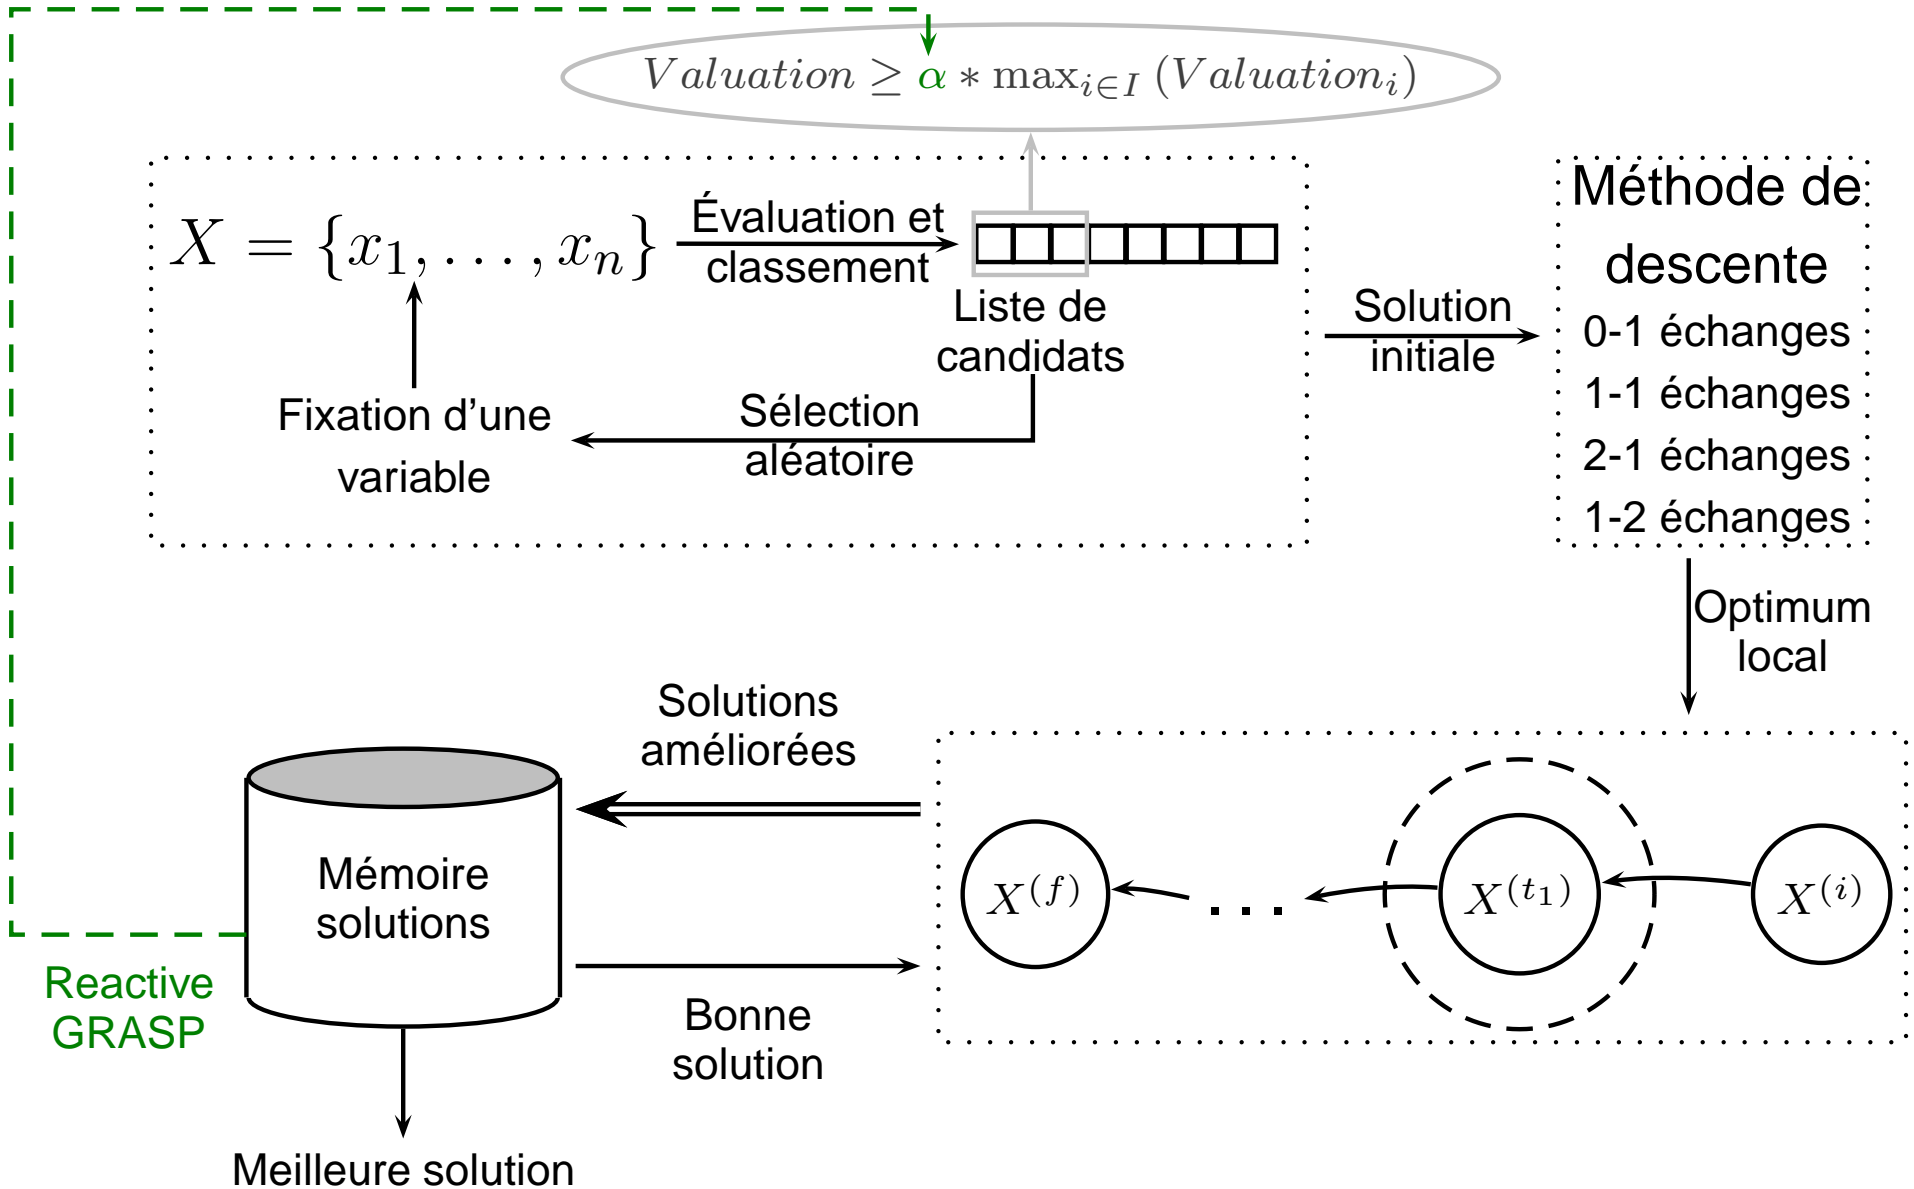 Valuation ≥ α * max_{i∈I} (Valuation_i)
X = {x_1, . . . , x_n}
Évaluation et
classement
Liste de
candidats
Sélection
aléatoire
Fixation d'une
variable
Solution
initiale
Méthode de
descente
0-1 échanges
1-1 échanges
2-1 échanges
1-2 échanges
Optimum
local
Solutions
améliorées
Mémoire
solutions
X^{(f)}
. . .
X^{(t_1)}
X^{(i)}
Reactive
GRASP
Bonne
solution
Meilleure solution